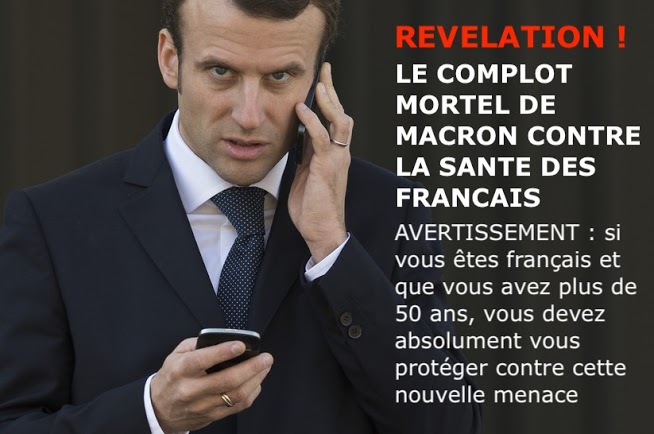 REVELATION !
LE COMPLOT
MORTEL DE
MACRON CONTRE
LA SANTE DES
FRANCAIS
AVERTISSEMENT : si
vous êtes français et
que vous avez plus de
50 ans, vous devez
absolument vous
protéger contre cette
nouvelle menace